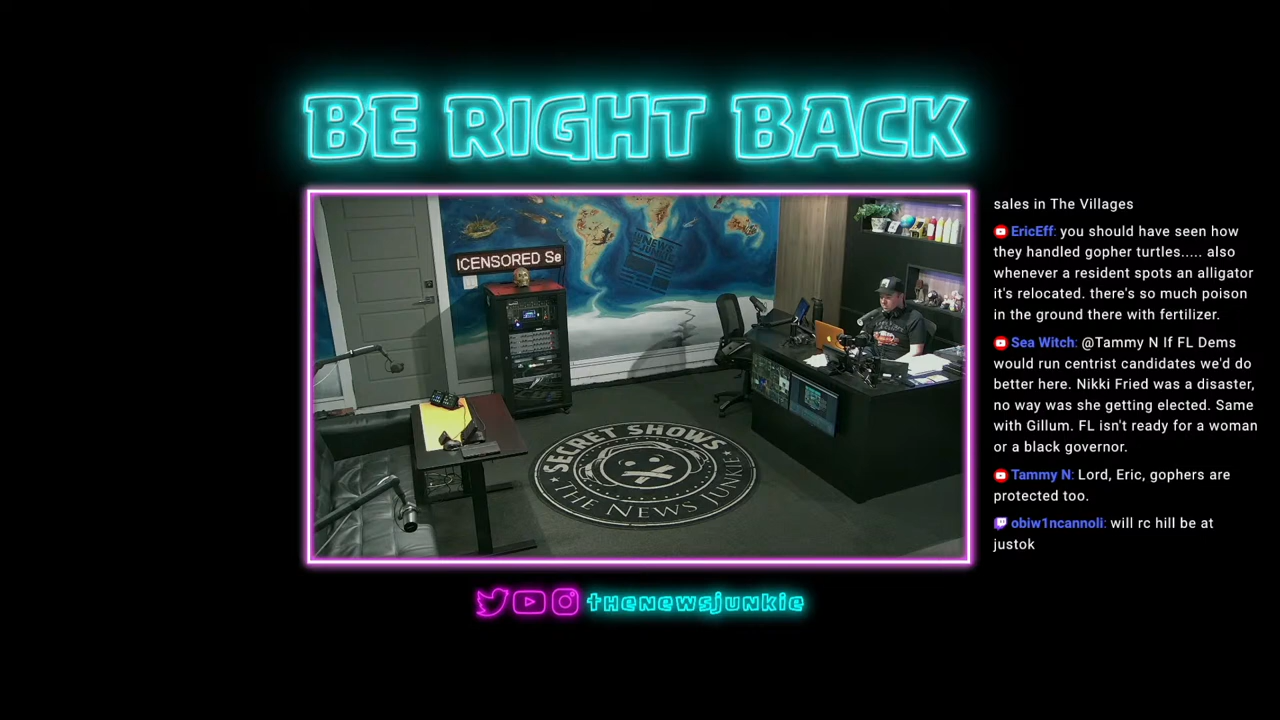 BE RIGHT BACK
sales in The Villages
EricEff: you should have seen how
they handled gopher turtles..... also
whenever a resident spots an alligator
it's relocated. there's so much poison
in the ground there with fertilizer.
Sea Witch: @Tammy N If FL Dems
would run centrist candidates we'd do
better here. Nikki Fried was a disaster,
no way was she getting elected. Same
with Gillum. FL isn't ready for a woman
or a black governor.
Tammy N: Lord, Eric, gophers are
protected too.
obiw1ncannoli: will rc hill be at
justok
NEWS
JUNKIE
ICENSORED Se
SECRET SHOWS
THE NEWS JUNKIE
thenewsjunkie